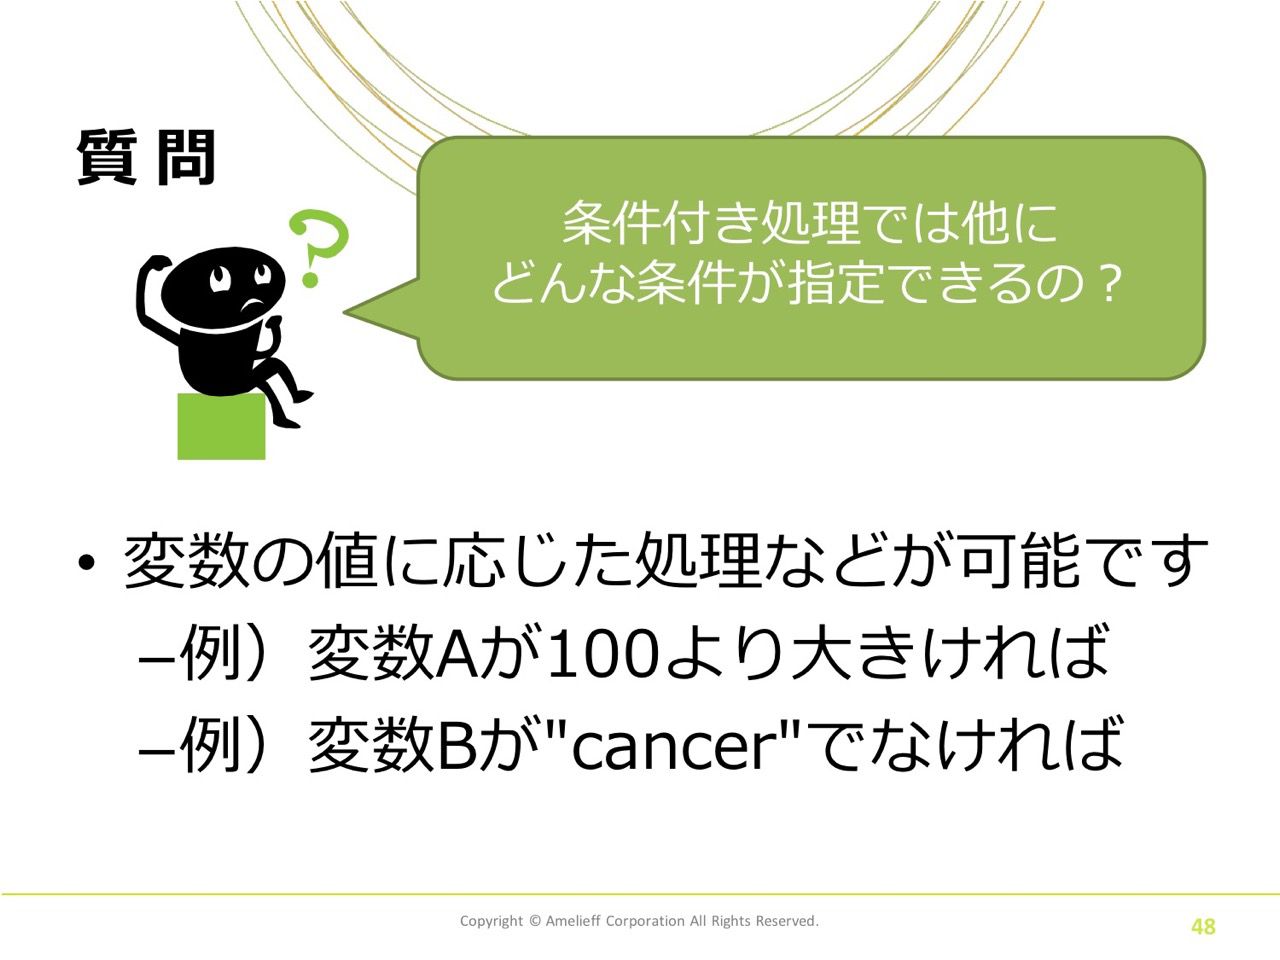 質問
?
条件付き処理では他に
どんな条件が指定できるの？
• 変数の値に応じた処理などが可能です
–例）変数Aが100より大きければ
–例）変数Bが"cancer"でなければ
Copyright © Amelieff Corporation All Rights Reserved.
48